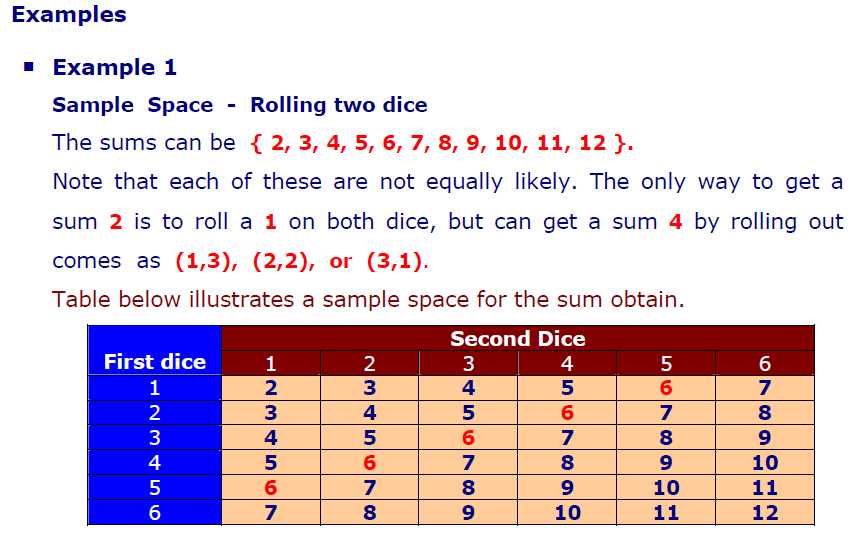 Examples
▪ Example 1
Sample Space - Rolling two dice
The sums can be { 2, 3, 4, 5, 6, 7, 8, 9, 10, 11, 12 }.
Note that each of these are not equally likely. The only way to get a
sum 2 is to roll a 1 on both dice, but can get a sum 4 by rolling out
comes as (1,3), (2,2), or (3,1).
Table below illustrates a sample space for the sum obtain.
Second Dice
First dice 1 2 3 4 5 6
1 2 3 4 5 6 7
2 3 4 5 6 7 8
3 4 5 6 7 8 9
4 5 6 7 8 9 10
5 6 7 8 9 10 11
6 7 8 9 10 11 12